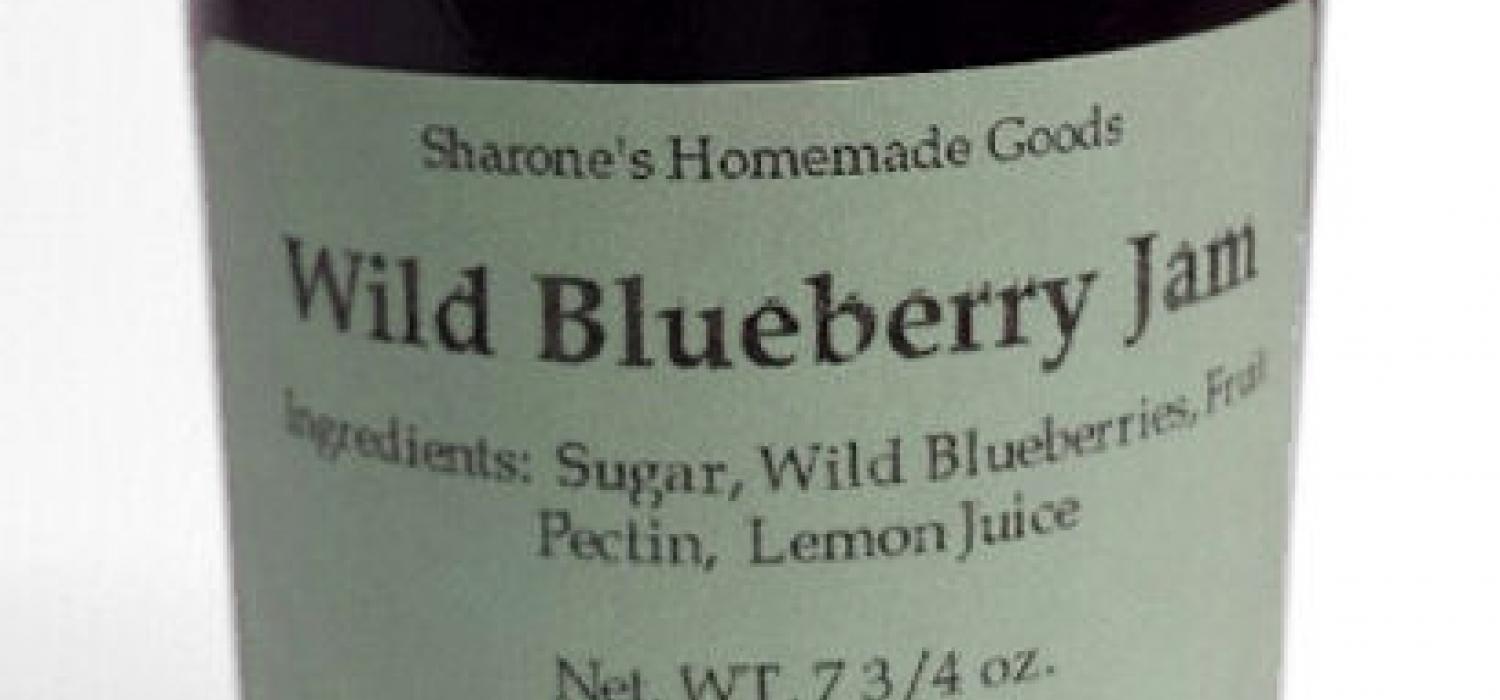 Sharone's Homemade Goods
Wild Blueberry Jam
Ingredients: Sugar, Wild Blueberries, Fruit
Pectin, Lemon Juice
Net. WT. 7 3/4 oz.